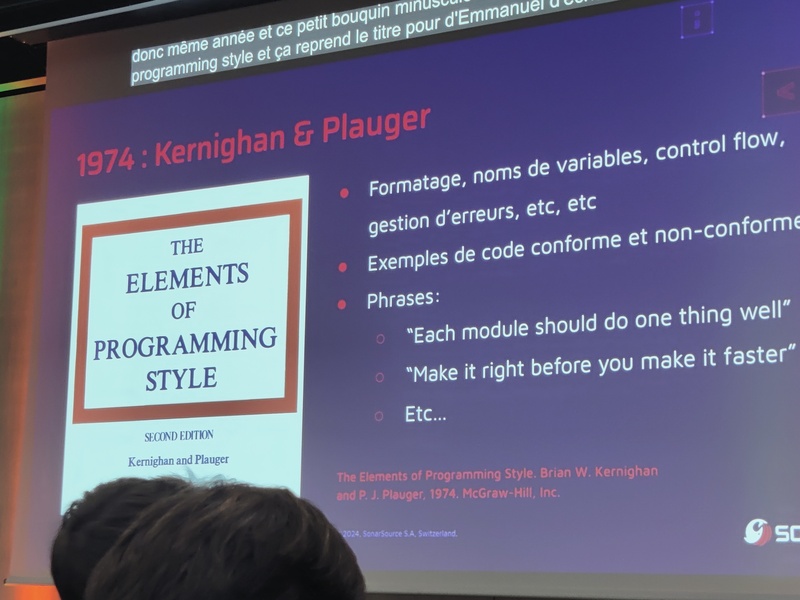 donc même année et ce petit bouquin
programming style et ça reprend le titre pour d'Emmanuel
1974 : Kernighan & Plauger
THE
ELEMENTS
OF
PROGRAMMING
STYLE
SECOND EDITION
Kernighan and Plauger
• Formatage, noms de variables, control flow,
gestion d'erreurs, etc, etc
• Exemples de code conforme et non-conforme
• Phrases:
○ “Each module should do one thing well”
○ “Make it right before you make it faster”
○ Etc...
The Elements of Programming Style. Brian W. Kernighan
and P. J. Plauger, 1974. McGraw-Hill, Inc.
2024, SonarSource S.A, Switzerland.